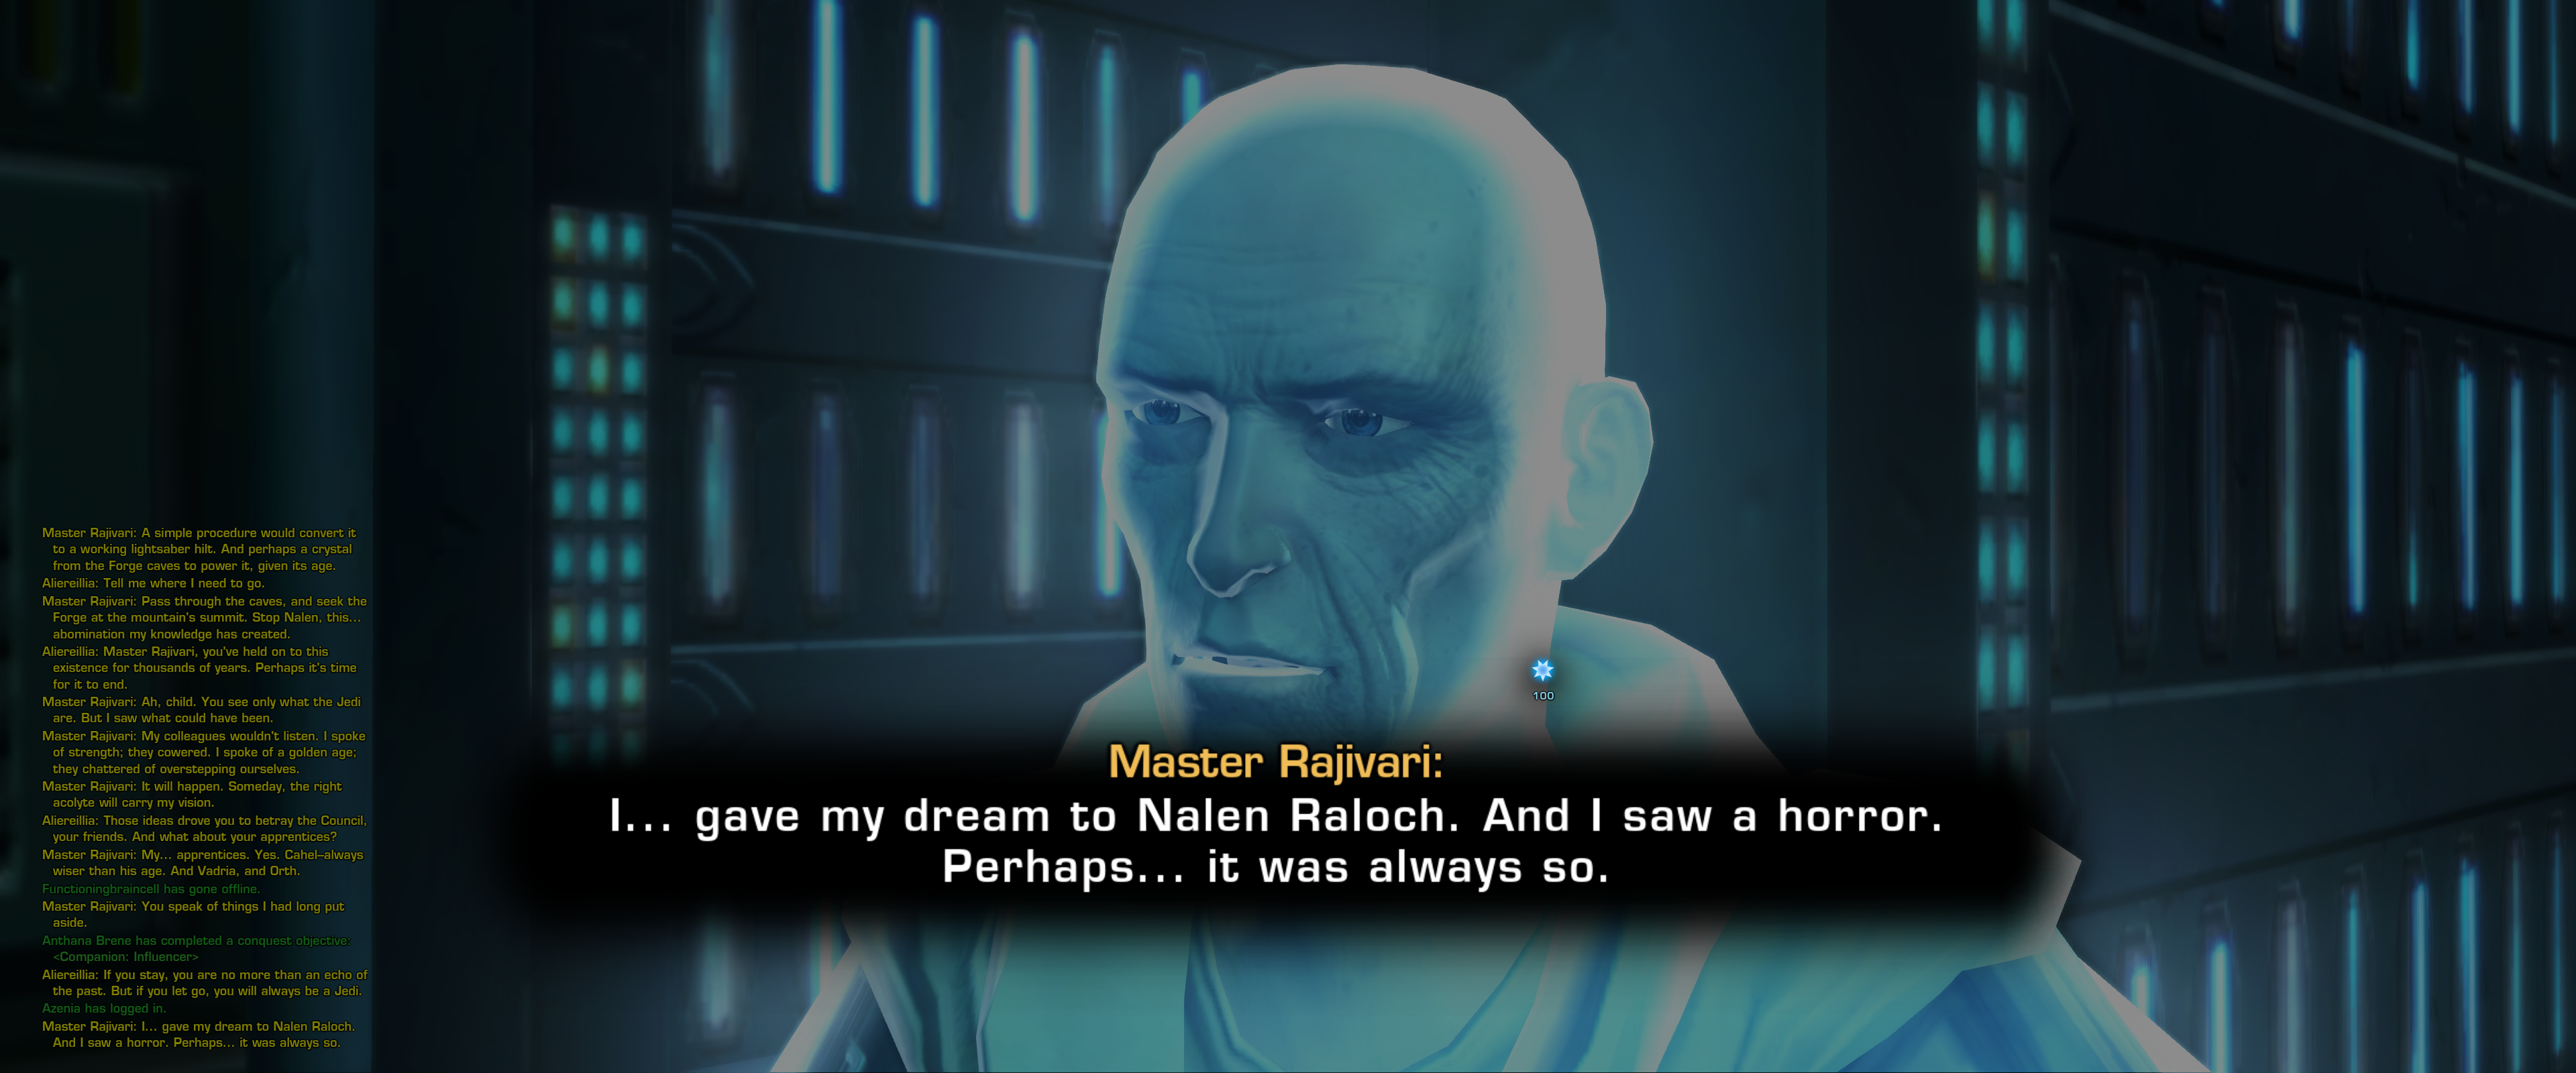 Master Rajivari: A simple procedure would convert it
to a working lightsaber hilt. And perhaps a crystal
from the Forge caves to power it, given its age.
Aliereillia: Tell me where I need to go.
Master Rajivari: Pass through the caves, and seek the
Forge at the mountain's summit. Stop Nalen, this...
abomination my knowledge has created.
Aliereillia: Master Rajivari, you've held on to this
existence for thousands of years. Perhaps it's time
for it to end.
Master Rajivari: Ah, child. You see only what the Jedi
are. But I saw what could have been.
Master Rajivari: My colleagues wouldn't listen. I spoke
of strength; they cowered. I spoke of a golden age;
they chattered of overstepping ourselves.
Master Rajivari: It will happen. Someday, the right
acolyte will carry my vision.
Aliereillia: Those ideas drove you to betray the Council,
your friends. And what about your apprentices?
Master Rajivari: My... apprentices. Yes. Cahel–always
wiser than his age. And Vadria, and Orth.
Functioningbraincell has gone offline.
Master Rajivari: You speak of things I had long put
aside.
Anthana Brene has completed a conquest objective:
<Companion: Influencer>
Aliereillia: If you stay, you are no more than an echo of
the past. But if you let go, you will always be a Jedi.
Azenia has logged in.
Master Rajivari: I... gave my dream to Nalen Raloch.
And I saw a horror. Perhaps... it was always so.
100
Master Rajivari:
I... gave my dream to Nalen Raloch. And I saw a horror.
Perhaps... it was always so.